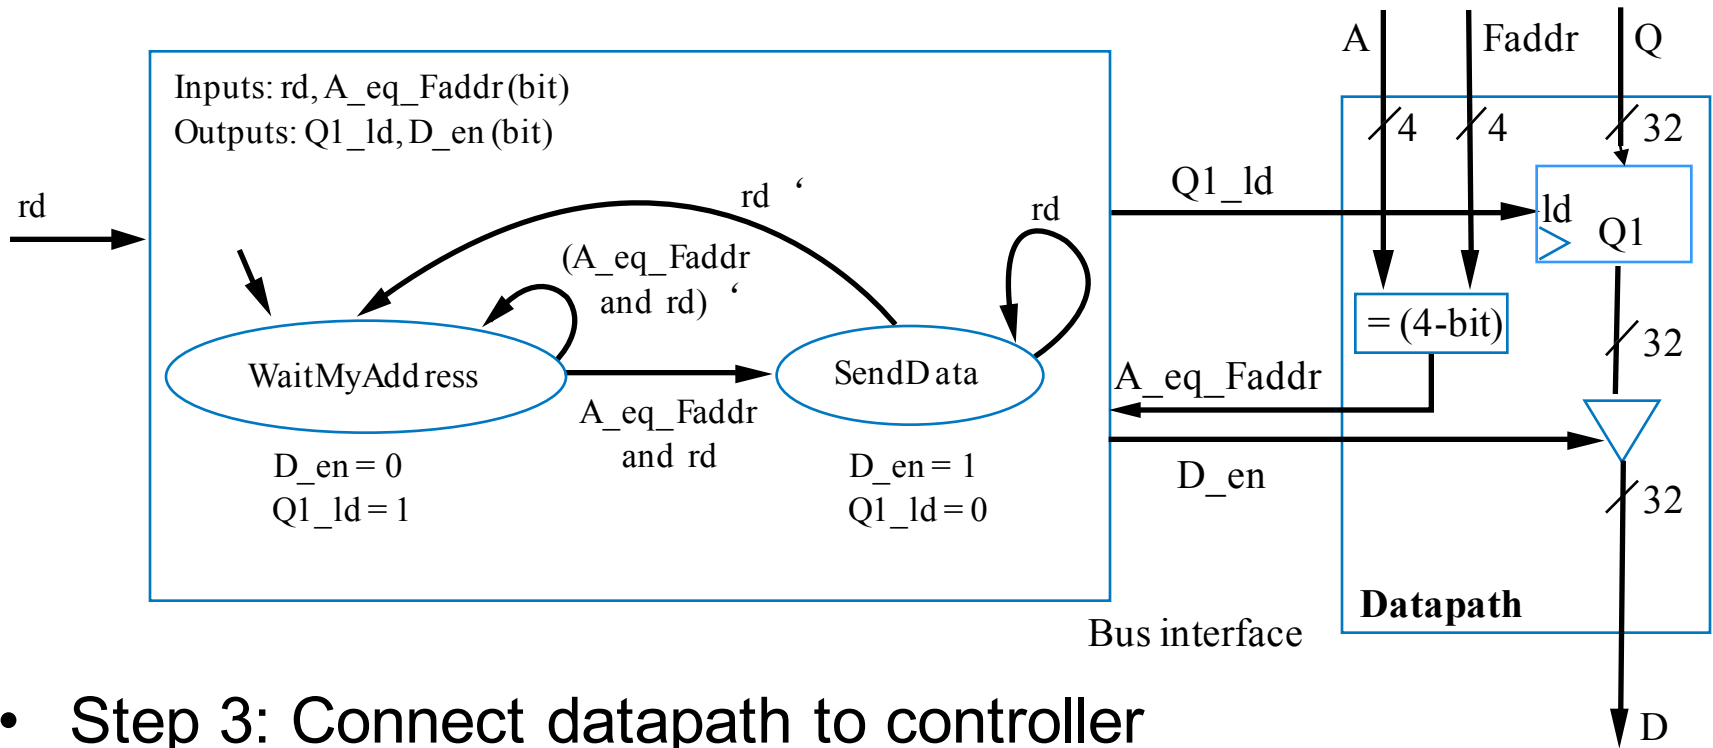 A
Faddr
Q
Inputs: rd, A_eq_Faddr (bit)
Outputs: Q1_ld, D_en (bit)
4
4
32
rd
rd ‘
rd
Q1_ld
ld
Q1
(A_eq_Faddr
and rd) ‘
= (4-bit)
32
WaitMyAddress
SendData
A_eq_Faddr
A_eq_Faddr
and rd
D_en = 0
Q1_ld = 1
D_en = 1
Q1_ld = 0
D_en
32
Datapath
Bus interface
• Step 3: Connect datapath to controller
D